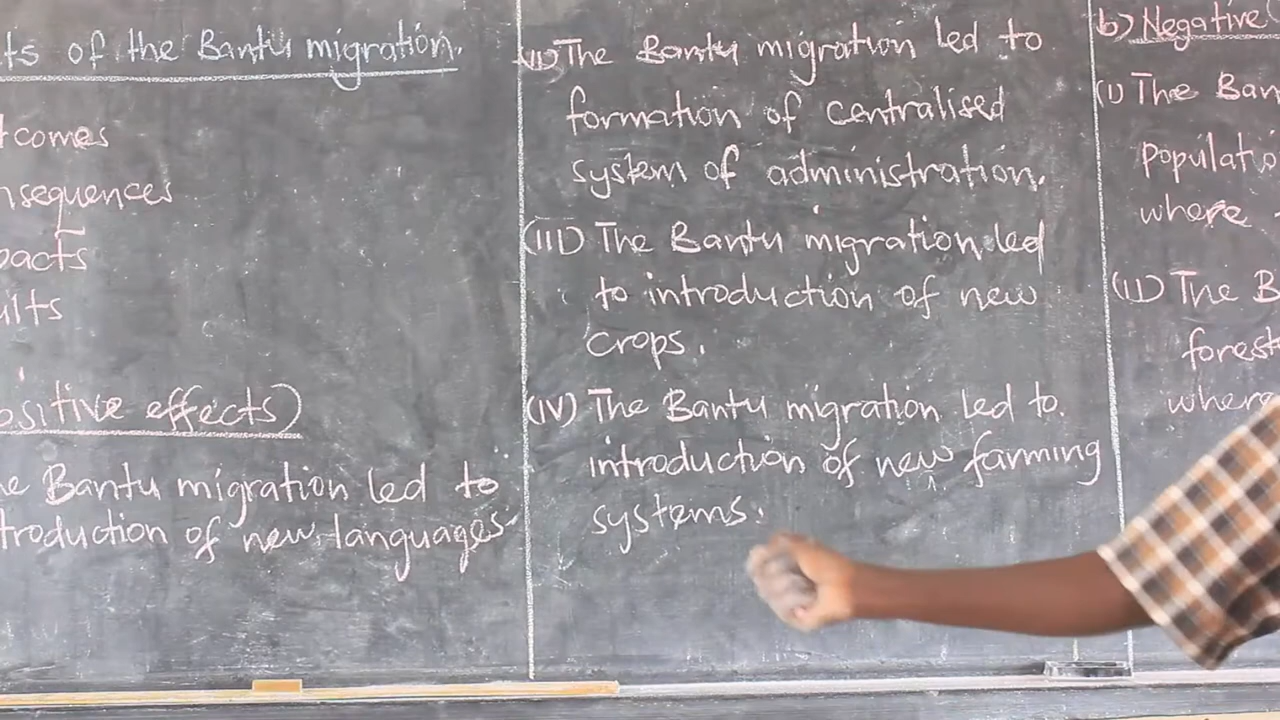 ts of the Bantu migration.
tcomes
nsequences
pacts
ults
ositive effects)
he Bantu migration led to
troduction of new languages
(II) The Bantu migration led to
formation of centralised
system of administration.
(III) The Bantu migration led
to introduction of new
crops.
(IV) The Bantu migration led to.
introduction of new farming
systems.
b) Negative (
(I) The Ban
populatio
where
(II) The B
forest
where